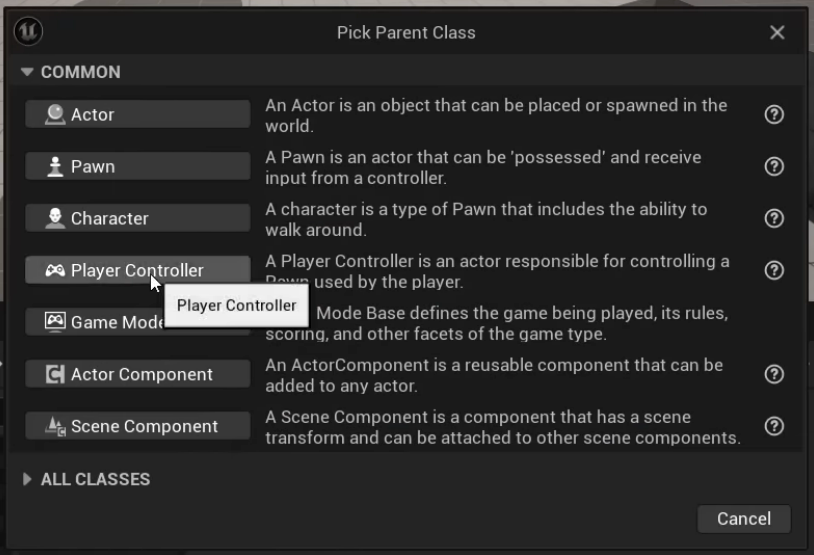 Pick Parent Class
COMMON
Actor
An Actor is an object that can be placed or spawned in the
world.
Pawn
A Pawn is an actor that can be 'possessed' and receive
input from a controller.
Character
A character is a type of Pawn that includes the ability to
walk around.
Player Controller
A Player Controller is an actor responsible for controlling a
Pawn used by the player.
Player Controller
Game Mode
Mode Base defines the game being played, its rules,
scoring, and other facets of the game type.
Actor Component
An ActorComponent is a reusable component that can be
added to any actor.
Scene Component
A Scene Component is a component that has a scene
transform and can be attached to other scene components.
ALL CLASSES
Cancel